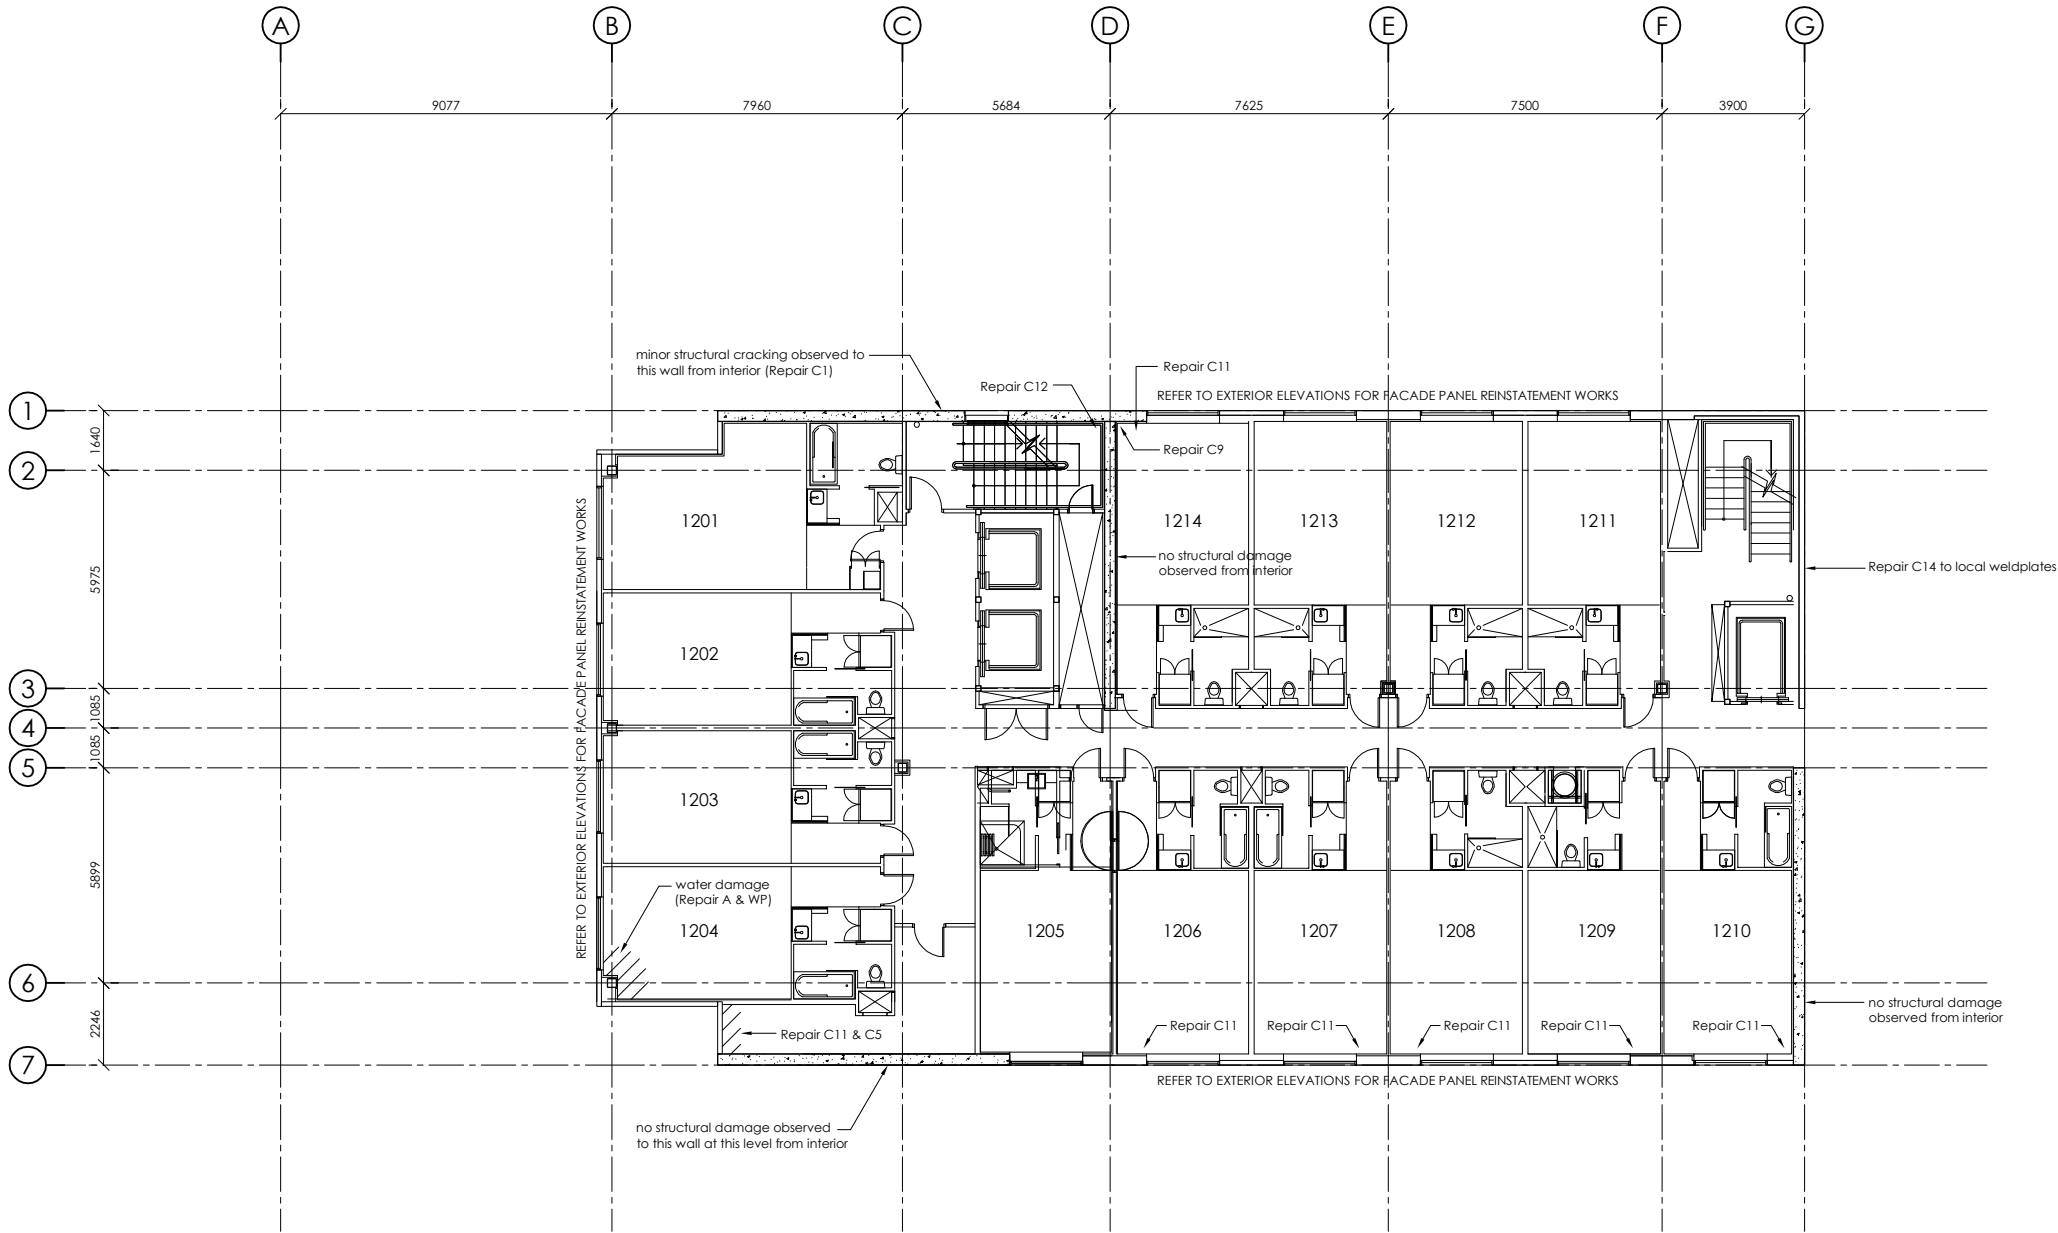 A
B
C
D
E
F
G
9077
7960
5684
7625
7500
3900
minor structural cracking observed to
this wall from interior (Repair C1)
Repair C11
Repair C12
REFER TO EXTERIOR ELEVATIONS FOR FACADE PANEL REINSTATEMENT WORKS
1
1640
Repair C9
2
1201
1214
1213
1212
1211
no structural damage
observed from interior
Repair C14 to local weldplates
5975
REFER TO EXTERIOR ELEVATIONS FOR FACADE PANEL REINSTATEMENT WORKS
1202
3
1085
4
1085
5
1203
5899
water damage
(Repair A & WP)
1204
1205
1206
1207
1208
1209
1210
6
no structural damage
observed from interior
2246
Repair C11 & C5
Repair C11
Repair C11
Repair C11
Repair C11
Repair C11
7
REFER TO EXTERIOR ELEVATIONS FOR FACADE PANEL REINSTATEMENT WORKS
no structural damage observed
to this wall at this level from interior